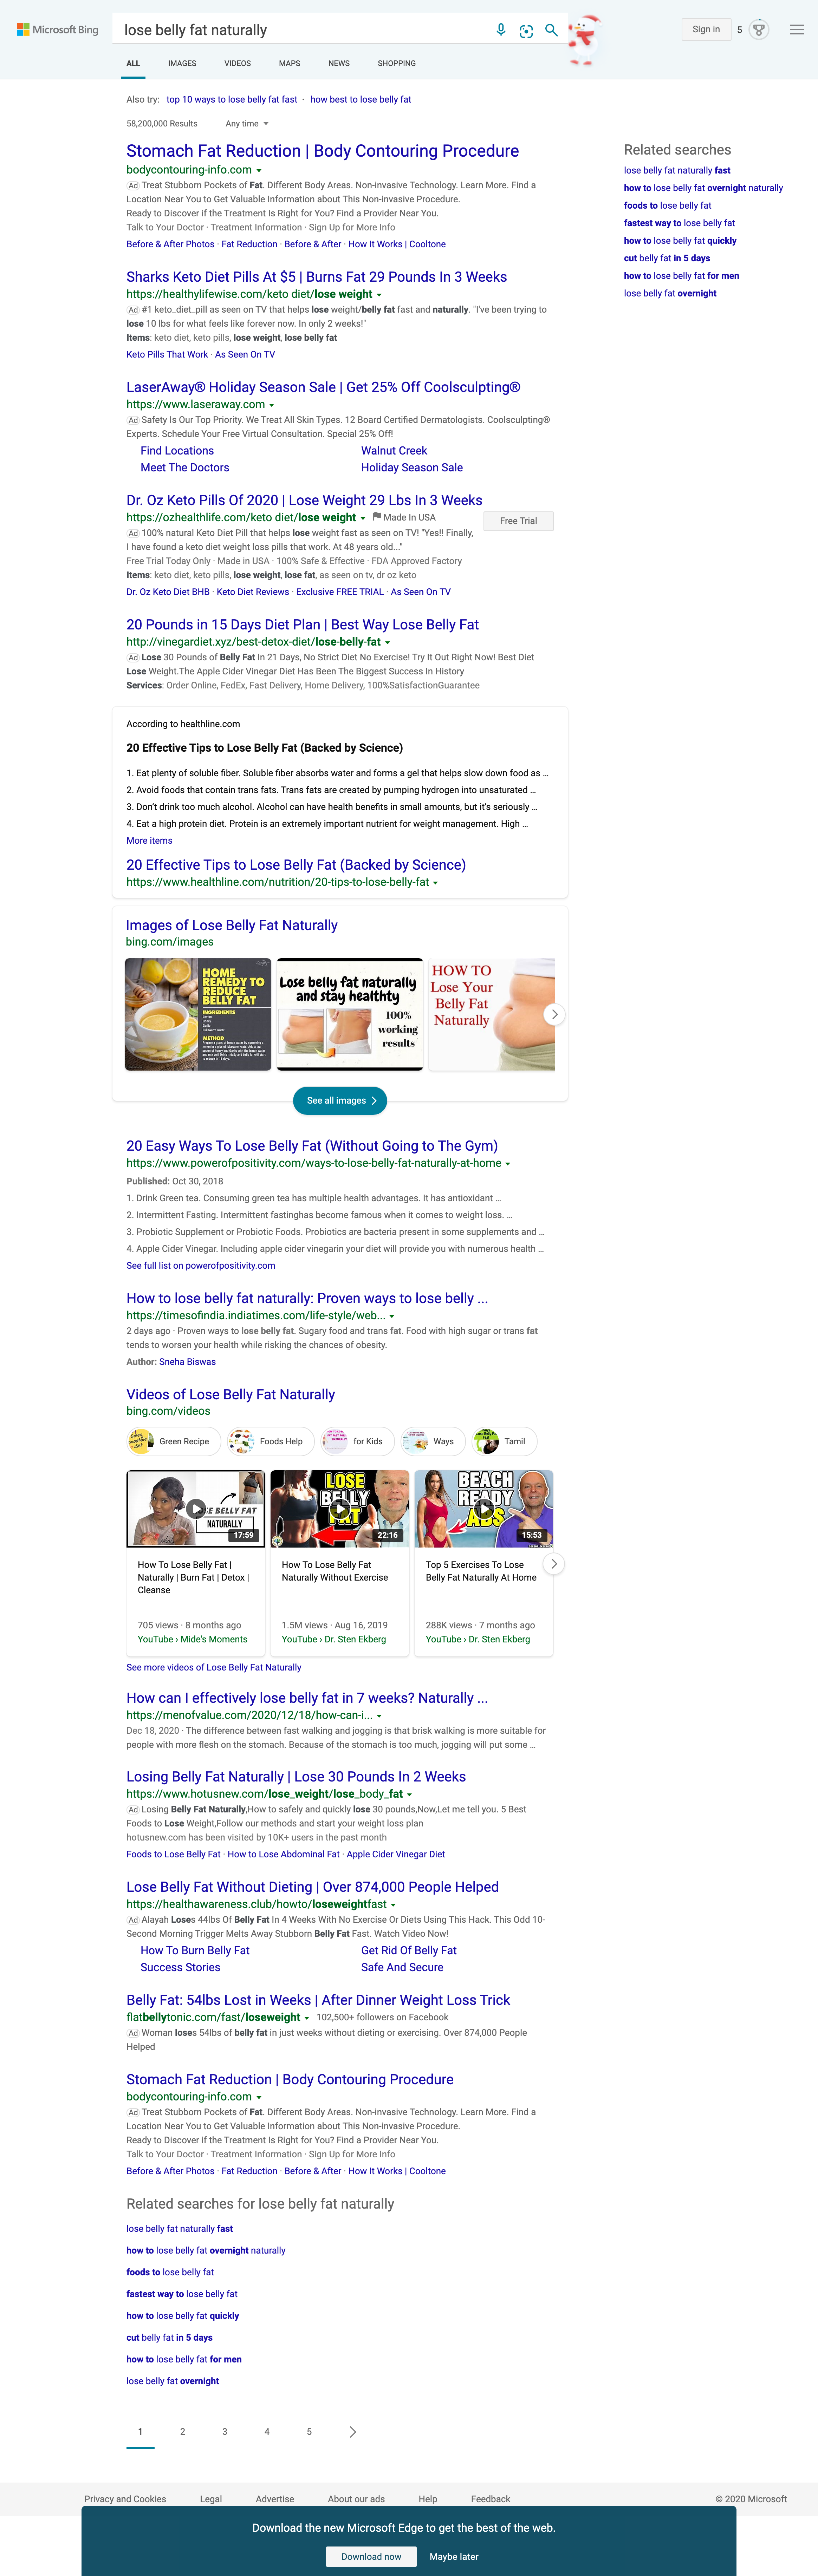 Microsoft Bing
lose belly fat naturally
Sign in
5
ALL
IMAGES
VIDEOS
MAPS
NEWS
SHOPPING
Also try: top 10 ways to lose belly fat fast · how best to lose belly fat
58,200,000 Results
Any time
Stomach Fat Reduction | Body Contouring Procedure
bodycontouring-info.com
Ad Treat Stubborn Pockets of Fat. Different Body Areas. Non-invasive Technology. Learn More. Find a
Location Near You to Get Valuable Information about This Non-invasive Procedure.
Ready to Discover if the Treatment Is Right for You? Find a Provider Near You.
Talk to Your Doctor · Treatment Information · Sign Up for More Info
Before & After Photos · Fat Reduction · Before & After · How It Works | Cooltone
Sharks Keto Diet Pills At $5 | Burns Fat 29 Pounds In 3 Weeks
https://healthylifewise.com/keto diet/lose weight
Ad #1 keto_diet_pill as seen on TV that helps lose weight/belly fat fast and naturally. "I've been trying to
lose 10 lbs for what feels like forever now. In only 2 weeks!"
Items: keto diet, keto pills, lose weight, lose belly fat
Keto Pills That Work · As Seen On TV
LaserAway® Holiday Season Sale | Get 25% Off Coolsculpting®
https://www.laseraway.com
Ad Safety Is Our Top Priority. We Treat All Skin Types. 12 Board Certified Dermatologists. Coolsculpting®
Experts. Schedule Your Free Virtual Consultation. Special 25% Off!
Find Locations
Walnut Creek
Meet The Doctors
Holiday Season Sale
Dr. Oz Keto Pills Of 2020 | Lose Weight 29 Lbs In 3 Weeks
https://ozhealthlife.com/keto diet/lose weight
Made In USA
Free Trial
Ad 100% natural Keto Diet Pill that helps lose weight fast as seen on TV! "Yes!! Finally,
I have found a keto diet weight loss pills that work. At 48 years old..."
Free Trial Today Only · Made in USA · 100% Safe & Effective · FDA Approved Factory
Items: keto diet, keto pills, lose weight, lose fat, as seen on tv, dr oz keto
Dr. Oz Keto Diet BHB · Keto Diet Reviews · Exclusive FREE TRIAL · As Seen On TV
20 Pounds in 15 Days Diet Plan | Best Way Lose Belly Fat
http://vinegardiet.xyz/best-detox-diet/lose-belly-fat
Ad Lose 30 Pounds of Belly Fat In 21 Days, No Strict Diet No Exercise! Try It Out Right Now! Best Diet
Lose Weight.The Apple Cider Vinegar Diet Has Been The Biggest Success In History
Services: Order Online, FedEx, Fast Delivery, Home Delivery, 100%SatisfactionGuarantee
According to healthline.com
20 Effective Tips to Lose Belly Fat (Backed by Science)
1. Eat plenty of soluble fiber. Soluble fiber absorbs water and forms a gel that helps slow down food as ...
2. Avoid foods that contain trans fats. Trans fats are created by pumping hydrogen into unsaturated ...
3. Don't drink too much alcohol. Alcohol can have health benefits in small amounts, but it's seriously ...
4. Eat a high protein diet. Protein is an extremely important nutrient for weight management. High ...
More items
20 Effective Tips to Lose Belly Fat (Backed by Science)
https://www.healthline.com/nutrition/20-tips-to-lose-belly-fat
Images of Lose Belly Fat Naturally
bing.com/images
HOME
REMEDY TO
REDUCE
BELLY FAT
INGREDIENTS
METHOD
Lose belly fat naturally
and stay healthty
100%
working
results
HOW TO
Lose Your
Belly Fat
Naturally
See all images
20 Easy Ways To Lose Belly Fat (Without Going to The Gym)
https://www.powerofpositivity.com/ways-to-lose-belly-fat-naturally-at-home
Published: Oct 30, 2018
1. Drink Green tea. Consuming green tea has multiple health advantages. It has antioxidant ...
2. Intermittent Fasting. Intermittent fastinghas become famous when it comes to weight loss. ...
3. Probiotic Supplement or Probiotic Foods. Probiotics are bacteria present in some supplements and ...
4. Apple Cider Vinegar. Including apple cider vinegarin your diet will provide you with numerous health ...
See full list on powerofpositivity.com
How to lose belly fat naturally: Proven ways to lose belly ...
https://timesofindia.indiatimes.com/life-style/web...
2 days ago · Proven ways to lose belly fat. Sugary food and trans fat. Food with high sugar or trans fat
tends to worsen your health while risking the chances of obesity.
Author: Sneha Biswas
Videos of Lose Belly Fat Naturally
bing.com/videos
Green Recipe
Foods Help
for Kids
Ways
Tamil
BELLY FAT
NATURALLY
17:59
LOSE
BELLY
FAT
22:16
BEACH
READY
ABS
15:53
How To Lose Belly Fat |
Naturally | Burn Fat | Detox |
Cleanse
705 views · 8 months ago
YouTube › Mide's Moments
How To Lose Belly Fat
Naturally Without Exercise
1.5M views · Aug 16, 2019
YouTube › Dr. Sten Ekberg
Top 5 Exercises To Lose
Belly Fat Naturally At Home
288K views · 7 months ago
YouTube › Dr. Sten Ekberg
See more videos of Lose Belly Fat Naturally
How can I effectively lose belly fat in 7 weeks? Naturally ...
https://menofvalue.com/2020/12/18/how-can-i...
Dec 18, 2020 · The difference between fast walking and jogging is that brisk walking is more suitable for
people with more flesh on the stomach. Because of the stomach is too much, jogging will put some ...
Losing Belly Fat Naturally | Lose 30 Pounds In 2 Weeks
https://www.hotusnew.com/lose_weight/lose_body_fat
Ad Losing Belly Fat Naturally,How to safely and quickly lose 30 pounds,Now,Let me tell you. 5 Best
Foods to Lose Weight,Follow our methods and start your weight loss plan
hotusnew.com has been visited by 10K+ users in the past month
Foods to Lose Belly Fat · How to Lose Abdominal Fat · Apple Cider Vinegar Diet
Lose Belly Fat Without Dieting | Over 874,000 People Helped
https://healthawareness.club/howto/loseweightfast
Ad Alayah Loses 44lbs Of Belly Fat In 4 Weeks With No Exercise Or Diets Using This Hack. This Odd 10-
Second Morning Trigger Melts Away Stubborn Belly Fat Fast. Watch Video Now!
How To Burn Belly Fat
Get Rid Of Belly Fat
Success Stories
Safe And Secure
Belly Fat: 54lbs Lost in Weeks | After Dinner Weight Loss Trick
flatbellytonic.com/fast/loseweight
102,500+ followers on Facebook
Ad Woman loses 54lbs of belly fat in just weeks without dieting or exercising. Over 874,000 People
Helped
Stomach Fat Reduction | Body Contouring Procedure
bodycontouring-info.com
Ad Treat Stubborn Pockets of Fat. Different Body Areas. Non-invasive Technology. Learn More. Find a
Location Near You to Get Valuable Information about This Non-invasive Procedure.
Ready to Discover if the Treatment Is Right for You? Find a Provider Near You.
Talk to Your Doctor · Treatment Information · Sign Up for More Info
Before & After Photos · Fat Reduction · Before & After · How It Works | Cooltone
Related searches for lose belly fat naturally
lose belly fat naturally fast
how to lose belly fat overnight naturally
foods to lose belly fat
fastest way to lose belly fat
how to lose belly fat quickly
cut belly fat in 5 days
how to lose belly fat for men
lose belly fat overnight
1
2
3
4
5
Related searches
lose belly fat naturally fast
how to lose belly fat overnight naturally
foods to lose belly fat
fastest way to lose belly fat
how to lose belly fat quickly
cut belly fat in 5 days
how to lose belly fat for men
lose belly fat overnight
Privacy and Cookies
Legal
Advertise
About our ads
Help
Feedback
© 2020 Microsoft
Download the new Microsoft Edge to get the best of the web.
Download now
Maybe later